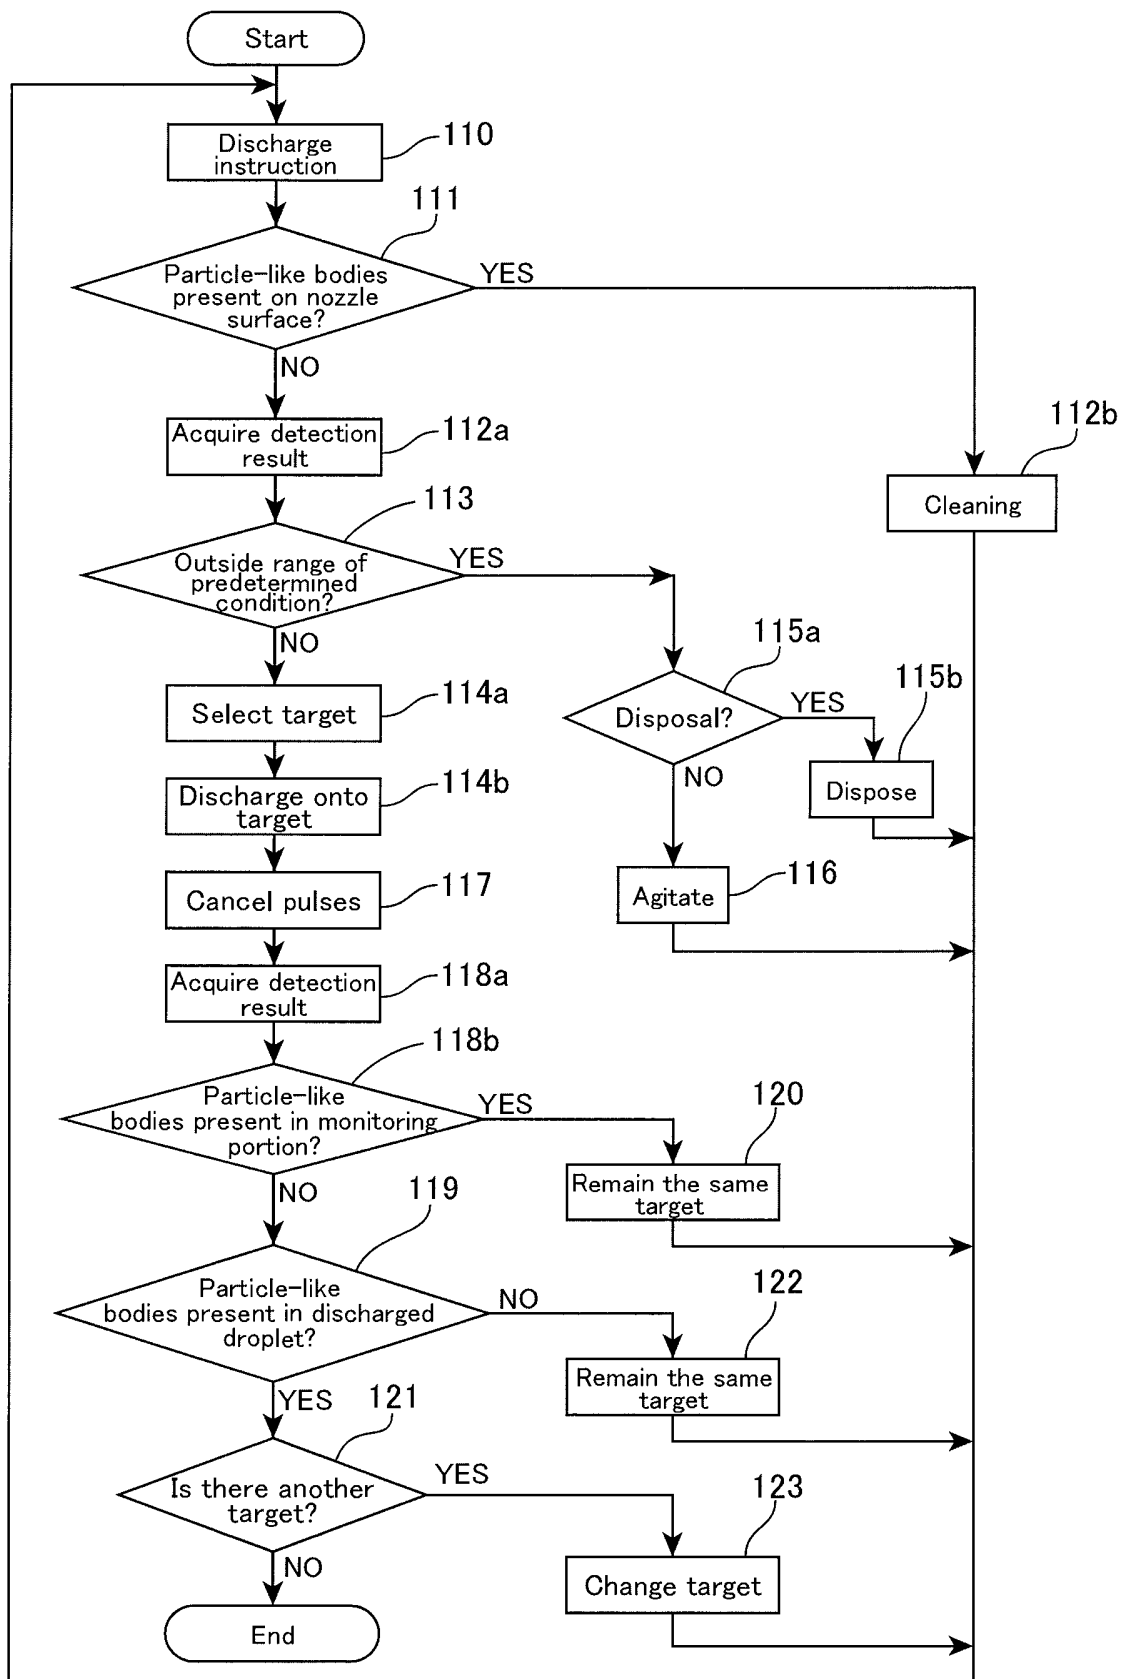 Start
Discharge
instruction
110
111
Particle-like bodies
present on nozzle
surface?
YES
NO
Acquire detection
result
112a
112b
Cleaning
113
Outside range of
predetermined
condition?
YES
NO
115a
Disposal?
YES
115b
Dispose
NO
Select target
114a
Discharge onto
target
114b
Agitate
116
Cancel pulses
117
Acquire detection
result
118a
118b
Particle-like
bodies present in monitoring
portion?
YES
120
Remain the same
target
NO
119
Particle-like
bodies present in discharged
droplet?
NO
122
Remain the same
target
YES
121
Is there another
target?
YES
123
Change target
NO
End